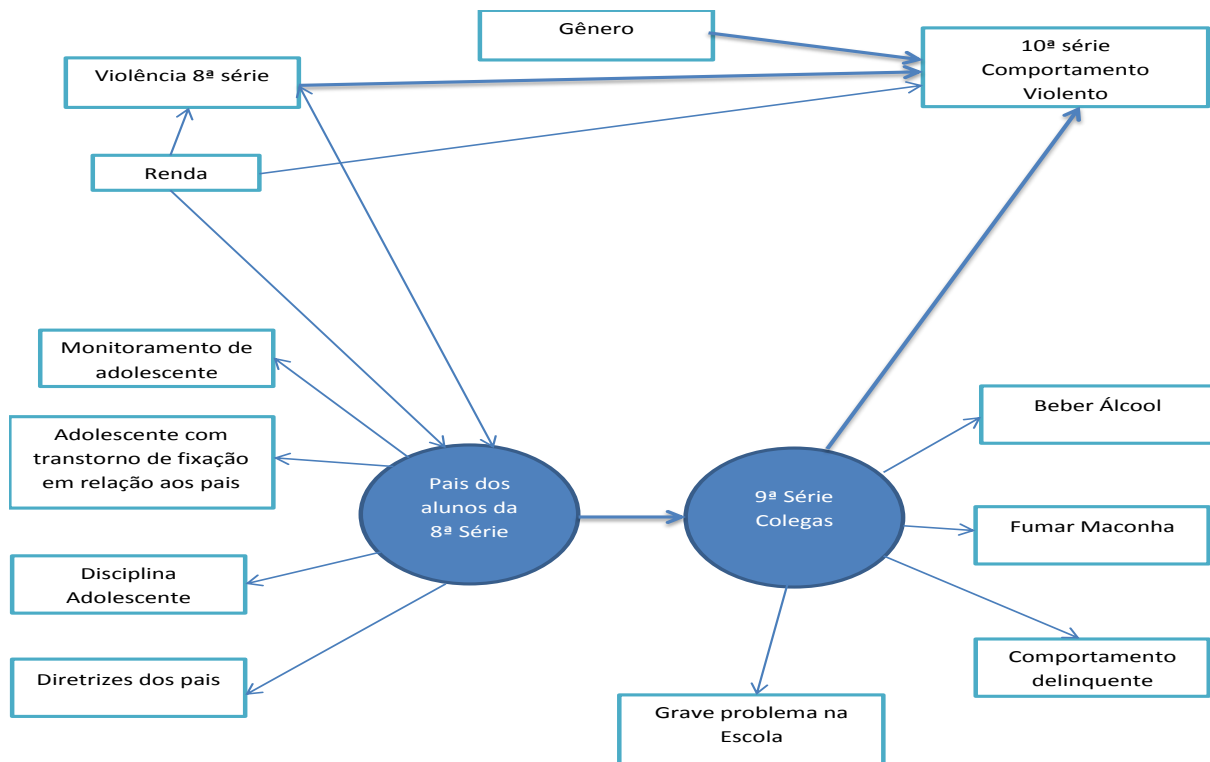 Gênero
10ª série
Comportamento
Violento
Violência 8ª série
Renda
Monitoramento de
adolescente
Adolescente com
transtorno de fixação
em relação aos pais
Disciplina
Adolescente
Diretrizes dos pais
Pais dos
alunos da
8ª Série
9ª Série
Colegas
Beber Álcool
Fumar Maconha
Comportamento
delinquente
Grave problema na
Escola